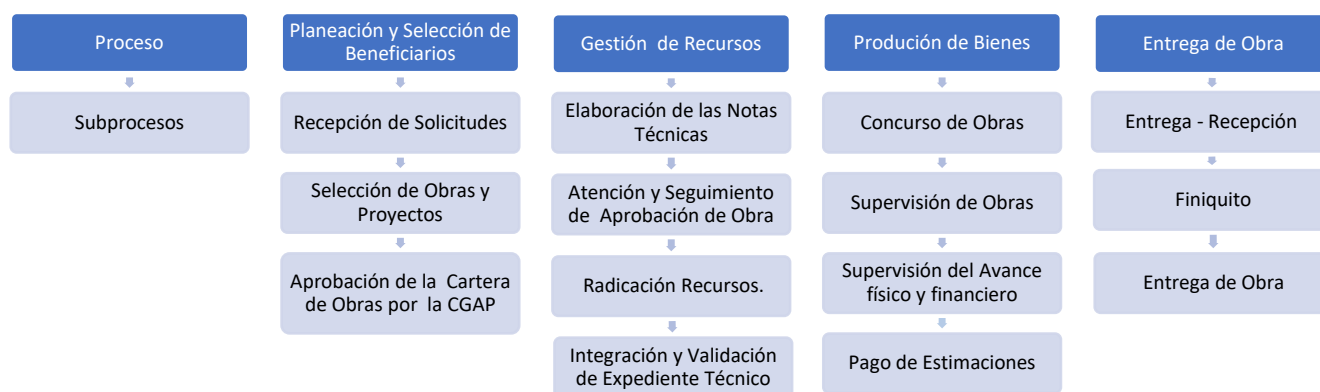 Proceso
Subprocesos
Planeación y Selección de
Beneficiarios
Recepción de Solicitudes
Selección de Obras y
Proyectos
Aprobación de la Cartera
de Obras por la CGAP
Gestión de Recursos
Elaboración de las Notas
Técnicas
Atención y Seguimiento
de Aprobación de Obra
Radicación Recursos.
Integración y Validación
de Expediente Técnico
Produción de Bienes
Concurso de Obras
Supervisión de Obras
Supervisión del Avance
físico y financiero
Pago de Estimaciones
Entrega de Obra
Entrega - Recepción
Finiquito
Entrega de Obra